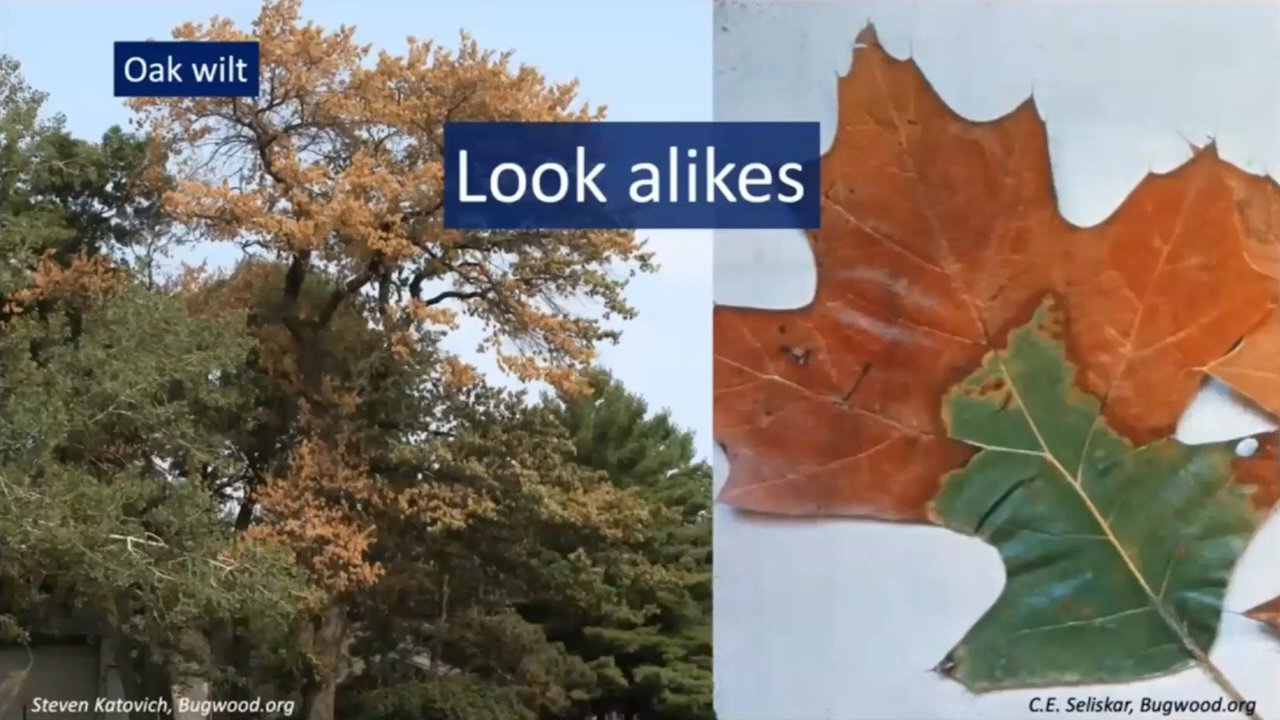 Oak wilt
Look alikes
Steven Katovich, Bugwood.org
C.E. Seliskar, Bugwood.org